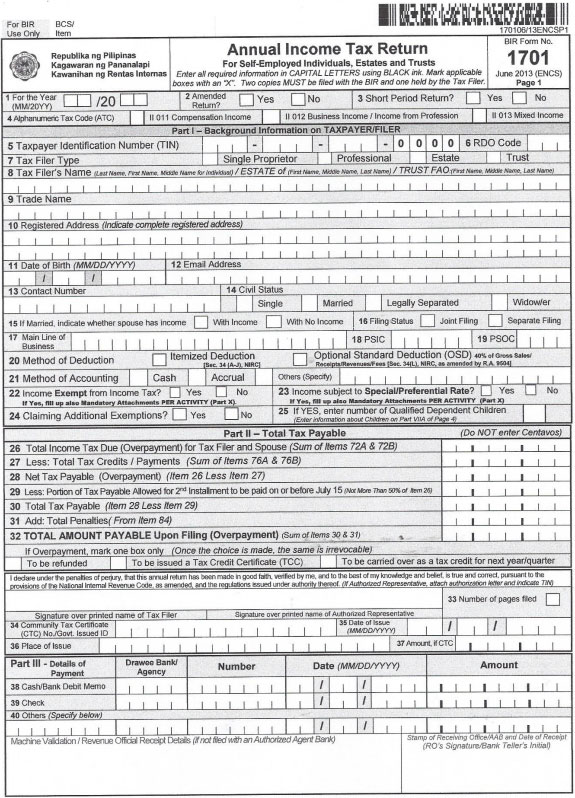 For BIR Use Only
BCS/ Item
170106/13ENCSP1
Republika ng Pilipinas
Kagawaran ng Pananalapi
Kawanihan ng Rentas Internas
Annual Income Tax Return
For Self-Employed Individuals, Estates and Trusts
Enter all required information in CAPITAL LETTERS using BLACK ink. Mark applicable
boxes with an "X". Two copies MUST be filed with the BIR and one held by the Tax Filer.
BIR Form No.
1701
June 2013 (ENCS)
Page 1
1 For the Year (MM/20YY) /20
2 Amended Return? Yes No
3 Short Period Return? Yes No
4 Alphanumeric Tax Code (ATC) II 011 Compensation Income II 012 Business Income / Income from Profession II 013 Mixed Income
Part I – Background Information on TAXPAYER/FILER
5 Taxpayer Identification Number (TIN) - - - 0 0 0 0 6 RDO Code
7 Tax Filer Type Single Proprietor Professional Estate Trust
8 Tax Filer's Name (Last Name, First Name, Middle Name for Individual) / ESTATE of (First Name, Middle Name, Last Name) / TRUST FAO (First Name, Middle Name, Last Name)
9 Trade Name
10 Registered Address (Indicate complete registered address)
11 Date of Birth (MM/DD/YYYY) 12 Email Address
/ /
13 Contact Number 14 Civil Status
Single Married Legally Separated Widow/er
15 If Married, indicate whether spouse has income With Income With No Income 16 Filing Status Joint Filing Separate Filing
17 Main Line of Business 18 PSIC 19 PSOC
20 Method of Deduction Itemized Deduction [Sec. 34 (A-J), NIRC] Optional Standard Deduction (OSD) 40% of Gross Sales/ Receipts/Revenues/Fees [Sec. 34(L), NIRC, as amended by R.A. 9504]
21 Method of Accounting Cash Accrual Others (Specify)
22 Income Exempt from Income Tax? Yes No
If Yes, fill up also Mandatory Attachments PER ACTIVITY (Part X).
23 Income subject to Special/Preferential Rate? Yes No
If Yes, fill up also Mandatory Attachments PER ACTIVITY (Part X)
24 Claiming Additional Exemptions? Yes No
25 If YES, enter number of Qualified Dependent Children
(Enter information about Children on Part VIIA of Page 4)
Part II – Total Tax Payable (Do NOT enter Centavos)
26 Total Income Tax Due (Overpayment) for Tax Filer and Spouse (Sum of Items 72A & 72B)
27 Less: Total Tax Credits / Payments (Sum of Items 76A & 76B)
28 Net Tax Payable (Overpayment) (Item 26 Less Item 27)
29 Less: Portion of Tax Payable Allowed for 2nd Installment to be paid on or before July 15 (Not More Than 50% of Item 26)
30 Total Tax Payable (Item 28 Less Item 29)
31 Add: Total Penalties( From Item 84)
32 TOTAL AMOUNT PAYABLE Upon Filing (Overpayment) (Sum of Items 30 & 31)
If Overpayment, mark one box only (Once the choice is made, the same is irrevocable)
To be refunded To be issued a Tax Credit Certificate (TCC) To be carried over as a tax credit for next year/quarter
I declare under the penalties of perjury, that this annual return has been made in good faith, verified by me, and to the best of my knowledge and belief, is true and correct, pursuant to the
provisions of the National Internal Revenue Code, as amended, and the regulations issued under authority thereof. (If Authorized Representative, attach authorization letter and indicate TIN)
33 Number of pages filed
Signature over printed name of Tax Filer Signature over printed name of Authorized Representative
34 Community Tax Certificate (CTC) No./Govt. Issued ID
35 Date of Issue (MM/DD/YYYY) / /
36 Place of Issue 37 Amount, if CTC
Part III - Details of Payment Drawee Bank/ Agency Number Date (MM/DD/YYYY) Amount
38 Cash/Bank Debit Memo / /
39 Check / /
40 Others (Specify below)
/ /
Machine Validation / Revenue Official Receipt Details (if not filed with an Authorized Agent Bank)
Stamp of Receiving Office/AAB and Date of Receipt
(RO's Signature/Bank Teller's Initial)